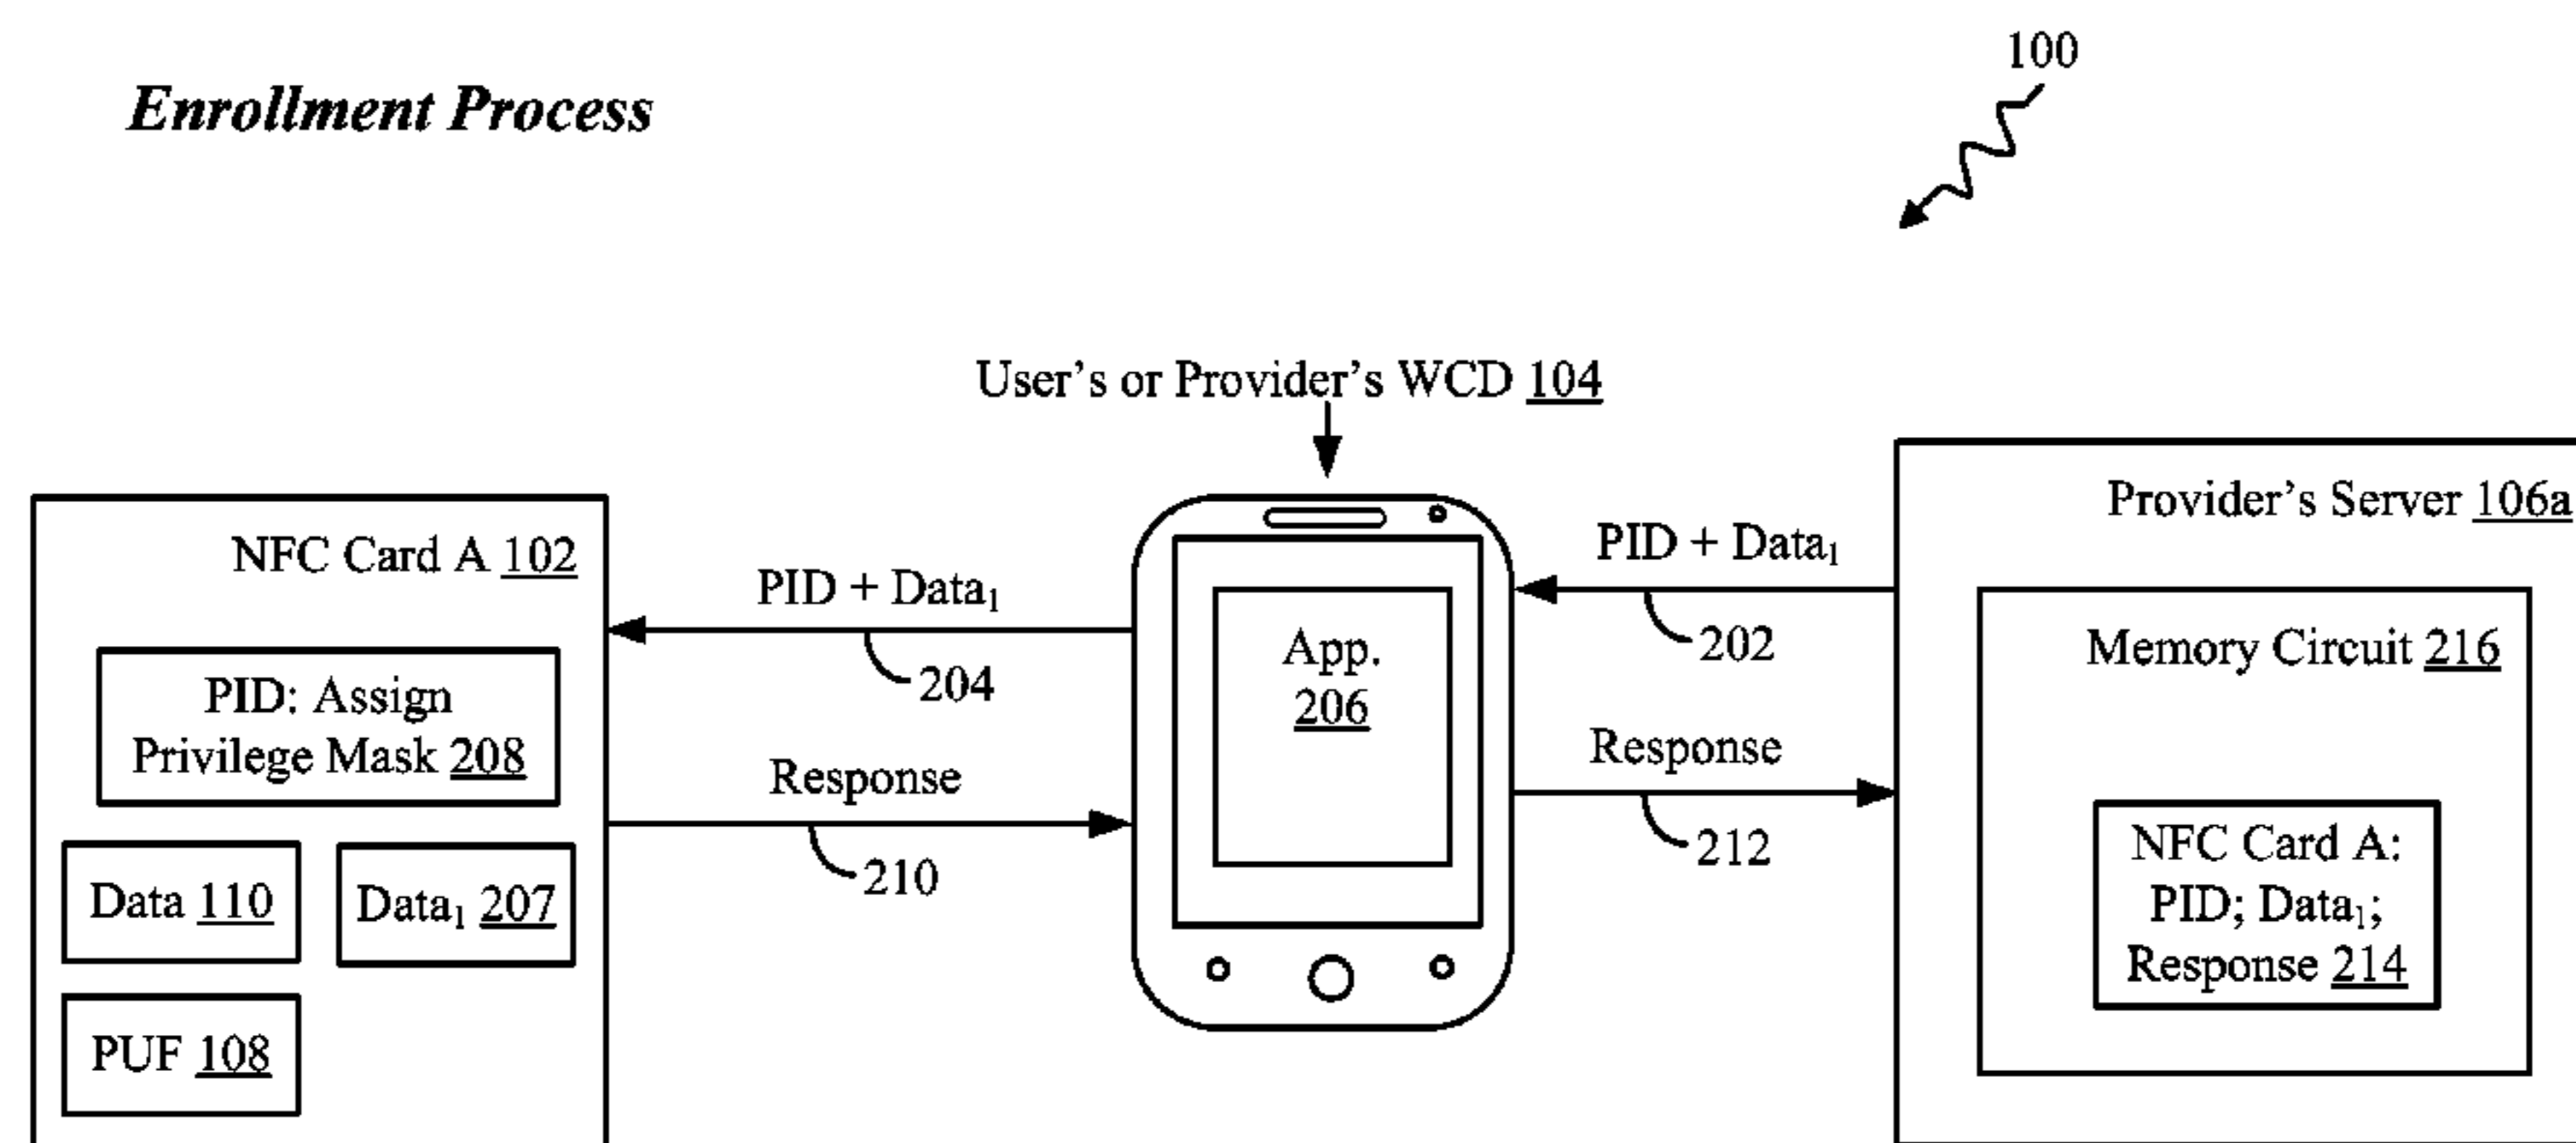 Enrollment Process
100
User's or Provider's WCD 104
NFC Card A 102
PID: Assign
Privilege Mask 208
Data 110
Data₁ 207
PUF 108
PID + Data₁
204
Response
210
App.
206
PID + Data₁
202
Response
212
Provider's Server 106a
Memory Circuit 216
NFC Card A:
PID; Data₁;
Response 214